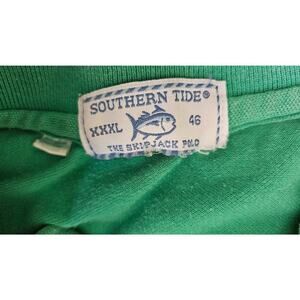 SOUTHERN TIDE®
XXXL 46
THE SKIPJACK POLO